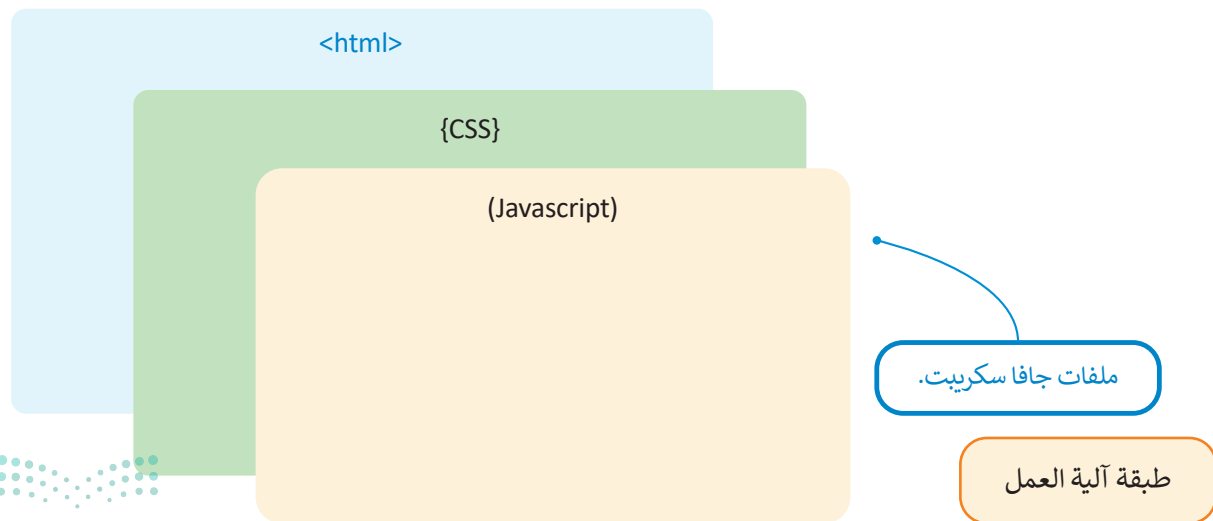 <html>
{CSS}
(Javascript)
ملفات جافا سكريبت.
طبقة آلية العمل